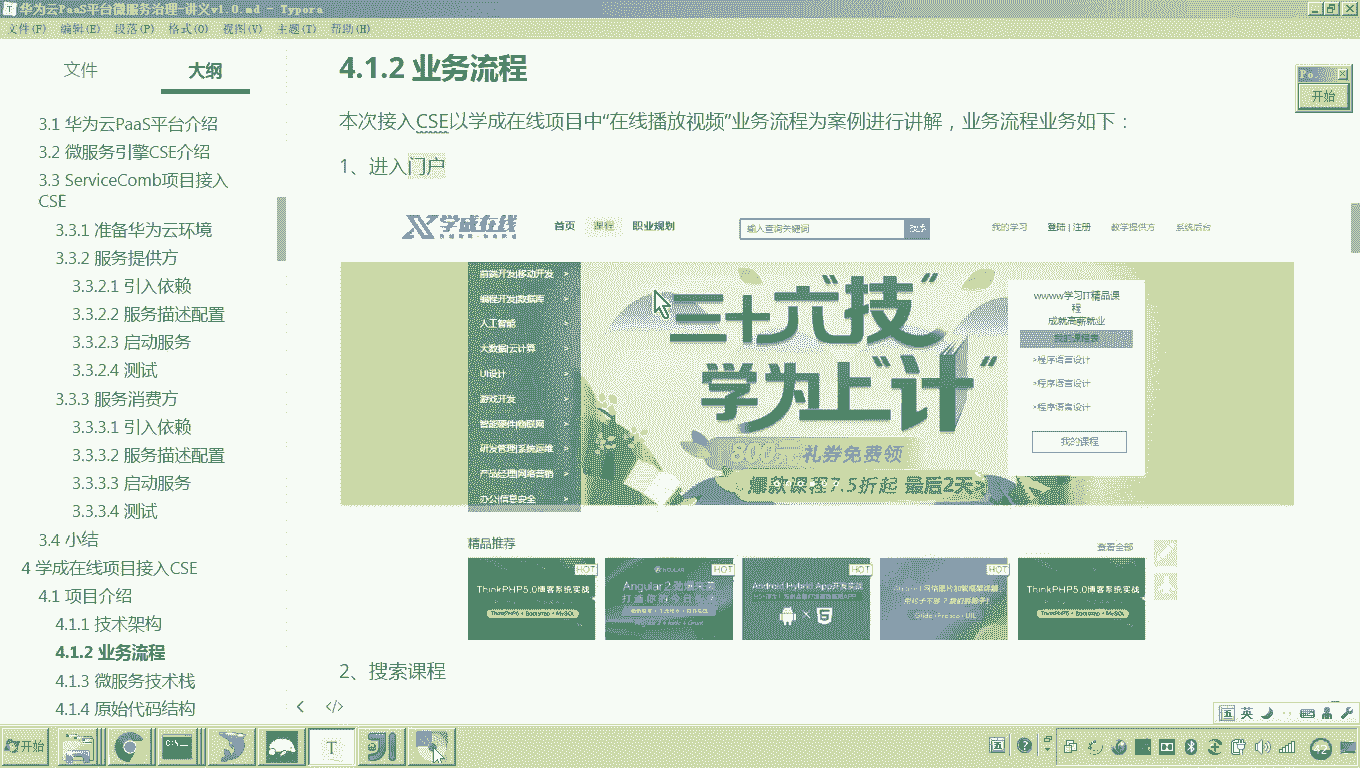 华为云PaaS平台微服务治理-讲义v1.0.md - Typora
文件(F) 编辑(E) 段落(P) 格式(O) 视图(V) 主题(T) 帮助(H)
文件 大纲
3.1 华为云PaaS平台介绍
3.2 微服务引擎CSE介绍
3.3 ServiceComb项目接入
CSE
3.3.1 准备华为云环境
3.3.2 服务提供方
3.3.2.1 引入依赖
3.3.2.2 服务描述配置
3.3.2.3 启动服务
3.3.2.4 测试
3.3.3 服务消费方
3.3.3.1 引入依赖
3.3.3.2 服务描述配置
3.3.3.3 启动服务
3.3.3.4 测试
3.4 小结
4 学成在线项目接入CSE
4.1 项目介绍
4.1.1 技术架构
4.1.2 业务流程
4.1.3 微服务技术栈
4.1.4 原始代码结构
4.1.2 业务流程
本次接入CSE以学成在线项目中“在线播放视频”业务流程为案例进行讲解，业务流程业务如下：
1、进入门户
学成在线
首页 课程 职业规划
输入查询关键词
我的学习 登陆 | 注册 教学提供方 系统后台
前端开发|移动开发 >
编程开发|数据库 >
人工智能 >
大数据|云计算 >
UI设计 >
游戏开发 >
智能硬件|物联网 >
研发管理|系统运维 >
产品运营|网络营销 >
办公信息安全 >
三十六“技”
学为上“计”
800元 礼券免费领
爆款课程7.5折起 最后2天>
wwww学习IT精品课
程
成就高薪就业
>程序语言设计
>程序语言设计
>程序语言设计
我的课程
精品推荐
查看全部
HOT
ThinkPHP5.0博客系统实战
ThinkPHP5 + Bootstrap + MySQL
HOT
HOT
Android Hybrid App开发实战
HOT
Glide+Fresco+UIL
ThinkPHP5.0博客系统实战
ThinkPHP5 + Bootstrap + MySQL
2、搜索课程
Po.
开始
五 英
开始
T
42